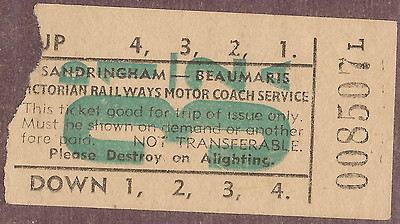 UP 4, 3, 2, 1.
SANDRINGHAM — BEAUMARIS
ICTORIAN RAILWAYS MOTOR COACH SERVICE
This ticket good for trip of issue only.
Must be shown on demand or another
fare paid. NOT TRANSFERABLE.
Please Destroy on Alighting.
DOWN 1, 2, 3, 4.
008507L